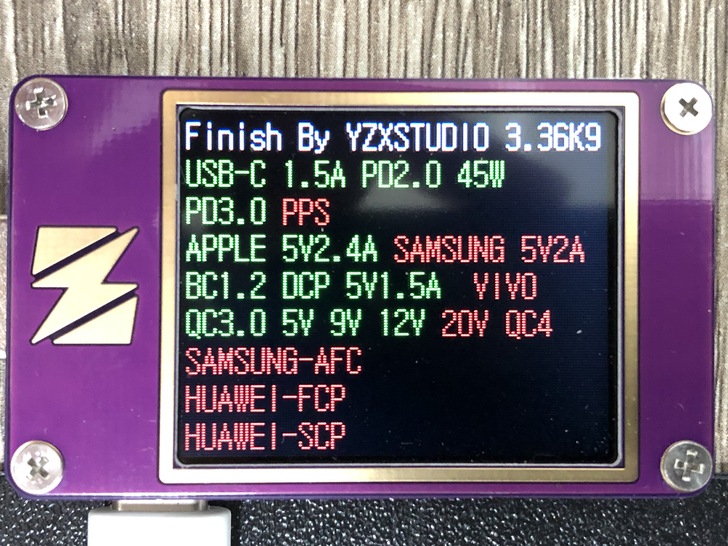 Finish By YZXSTUDIO 3.36K9
USB-C 1.5A PD2.0 45W
PD3.0 PPS
APPLE 5V2.4A SAMSUNG 5V2A
BC1.2 DCP 5V1.5A VIVO
QC3.0 5V 9V 12V 20V QC4
SAMSUNG-AFC
HUAWEI-FCP
HUAWEI-SCP